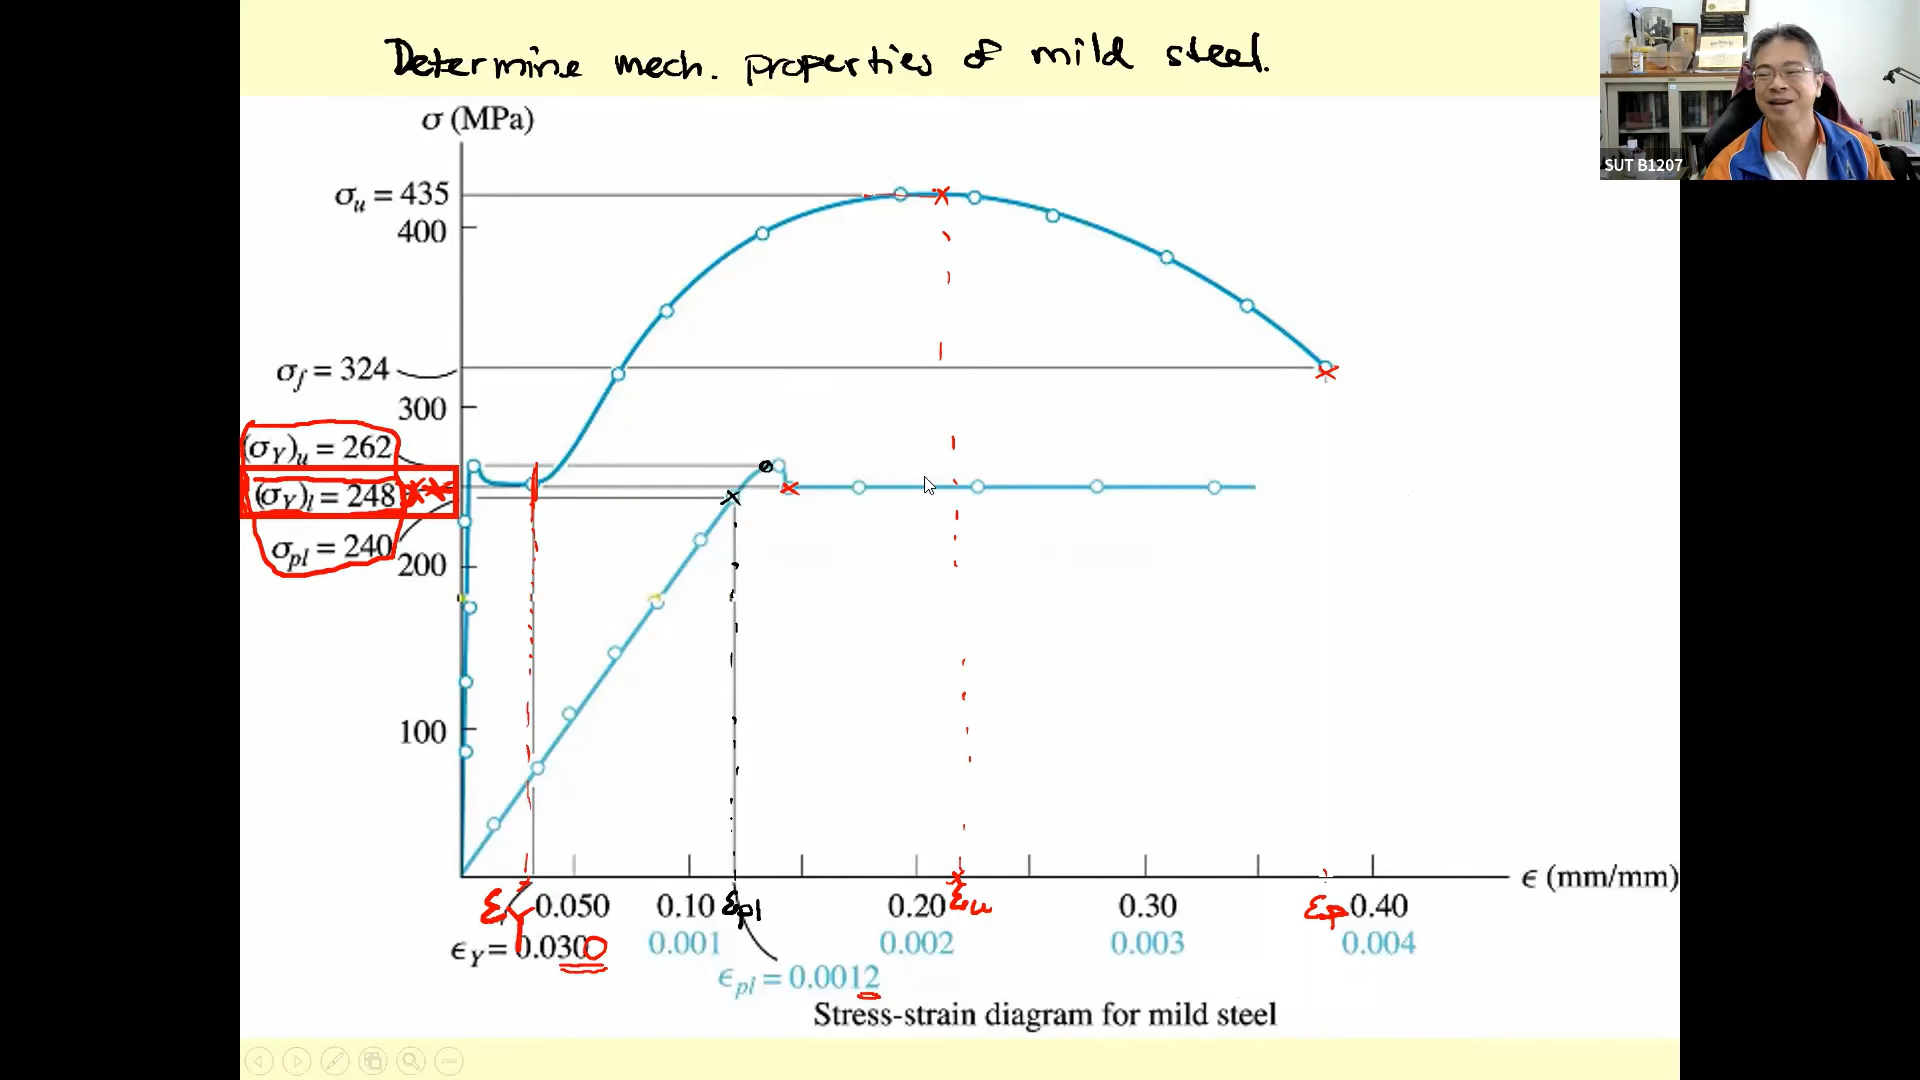 Determine mech. properties of mild steel.
SUT B1207
σ (MPa)
σu = 435
400
σf = 324
300
(σY)u = 262
(σY)l = 248 **
σpl = 240
200
100
ϵ (mm/mm)
εY 0.050 0.10 εpl 0.20 εu 0.30 εf 0.40
ϵY = 0.0300 0.001 0.002 0.003 0.004
ϵpl = 0.0012
Stress-strain diagram for mild steel